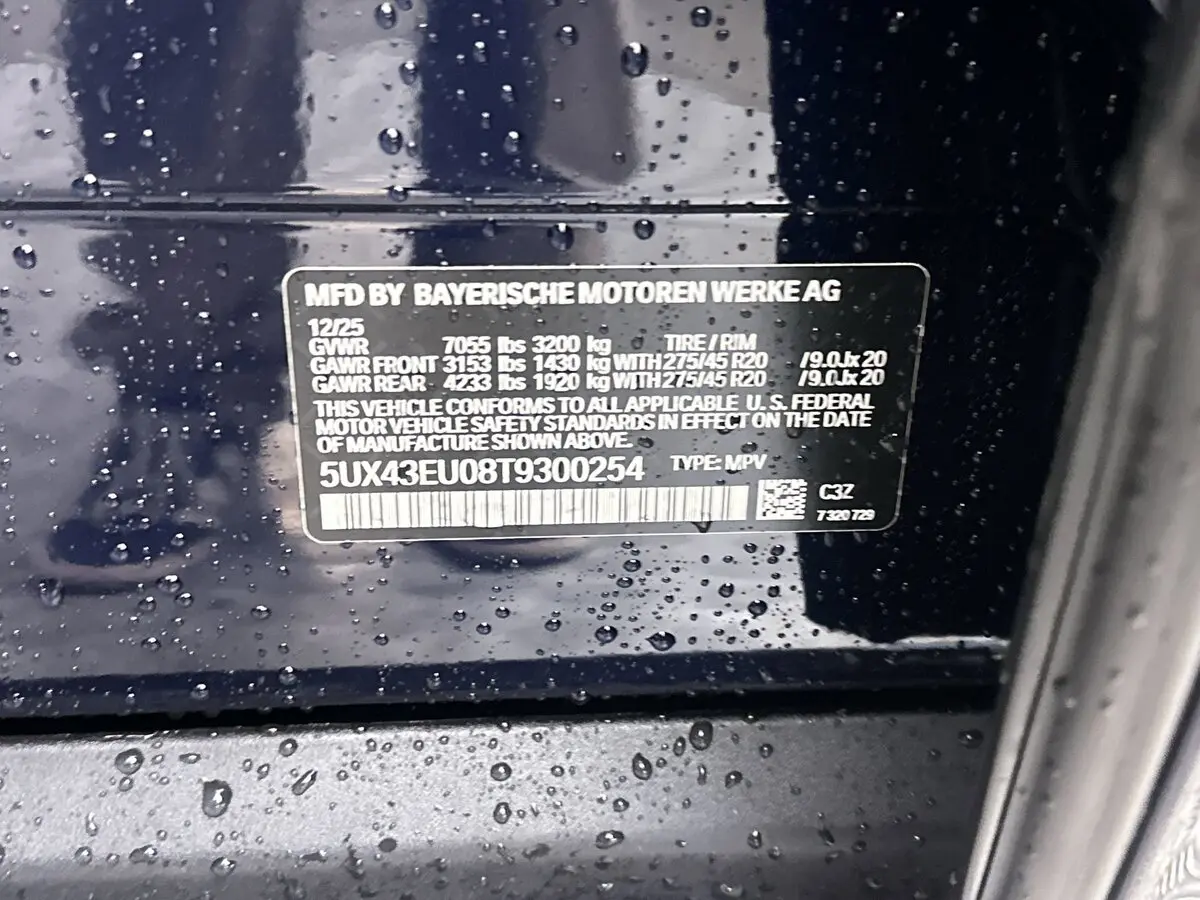 MFD BY BAYERISCHE MOTOREN WERKE AG
12/25
GVWR 7055 lbs 3200 kg TIRE / RIM
GAWR FRONT 3153 lbs 1430 kg WITH 275/45 R20 / 9.0Jx 20
GAWR REAR 4233 lbs 1920 kg WITH 275/45 R20 / 9.0Jx 20
THIS VEHICLE CONFORMS TO ALL APPLICABLE U. S. FEDERAL
MOTOR VEHICLE SAFETY STANDARDS IN EFFECT ON THE DATE
OF MANUFACTURE SHOWN ABOVE.
5UX43EU08T9300254 TYPE: MPV
C3Z
7 320 729